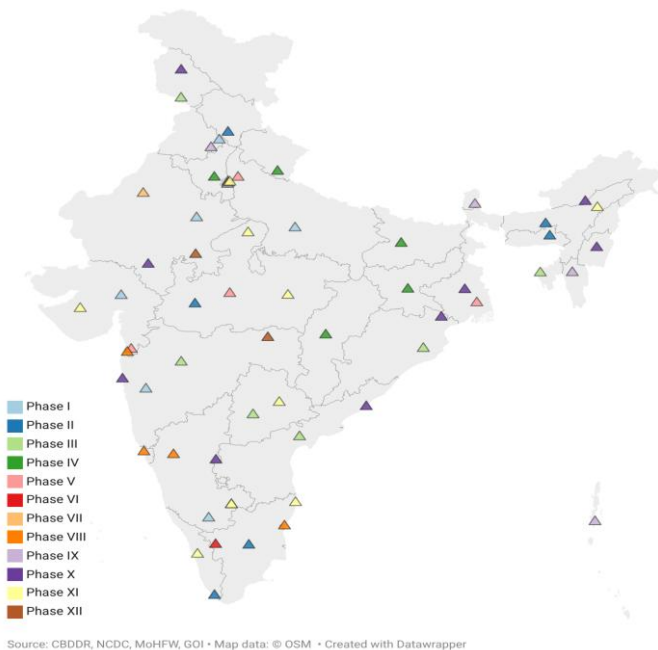 Phase I
Phase II
Phase III
Phase IV
Phase V
Phase VI
Phase VII
Phase VIII
Phase IX
Phase X
Phase XI
Phase XII
Source: CBDDR, NCDC, MoHFW, GOI • Map data: © OSM • Created with Datawrapper